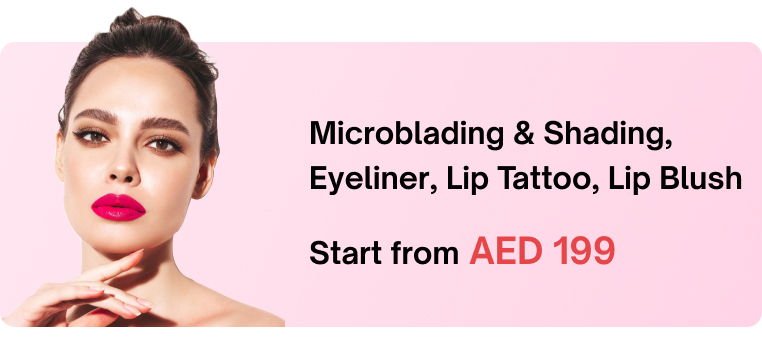 Microblading & Shading,
Eyeliner, Lip Tattoo, Lip Blush
Start from AED 199